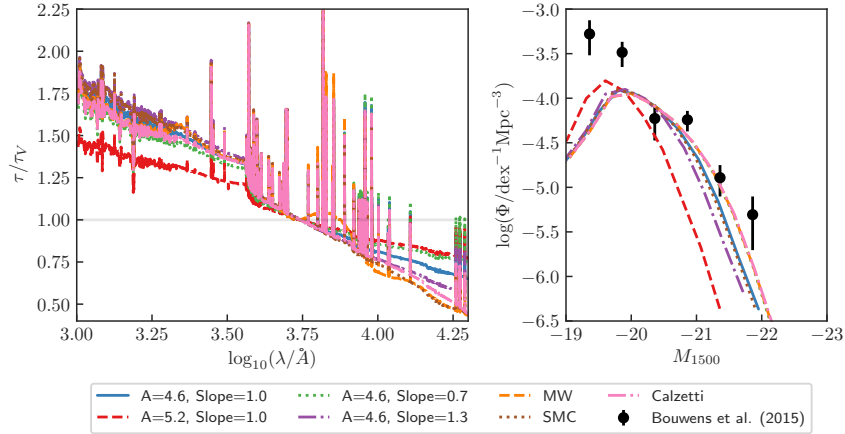 2.25
2.00
1.75
1.50
1.25
1.00
0.75
0.50
τ/τ_V
3.00 3.25 3.50 3.75 4.00 4.25
log₁₀(λ/Å)
−3.0
−3.5
−4.0
−4.5
−5.0
−5.5
−6.0
−6.5
log(Φ/dex⁻¹Mpc⁻³)
−19 −20 −21 −22 −23
M₁₅₀₀
A=4.6, Slope=1.0 A=4.6, Slope=0.7 MW Calzetti
A=5.2, Slope=1.0 A=4.6, Slope=1.3 SMC Bouwens et al. (2015)